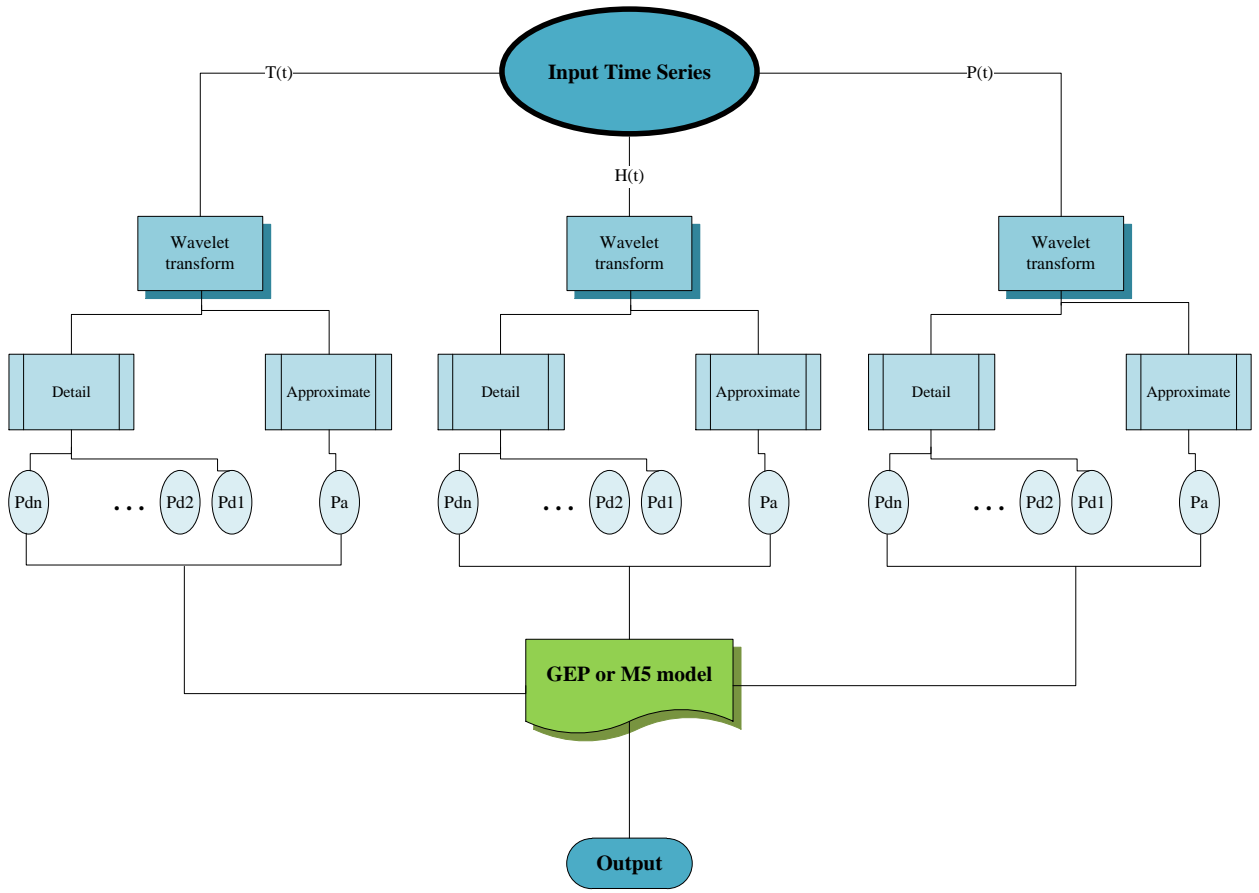 Input Time Series
T(t)
P(t)
H(t)
Wavelet
transform
Wavelet
transform
Wavelet
transform
Detail
Approximate
Detail
Approximate
Detail
Approximate
Pdn
...
Pd2
Pd1
Pa
Pdn
...
Pd2
Pd1
Pa
Pdn
...
Pd2
Pd1
Pa
GEP or M5 model
Output